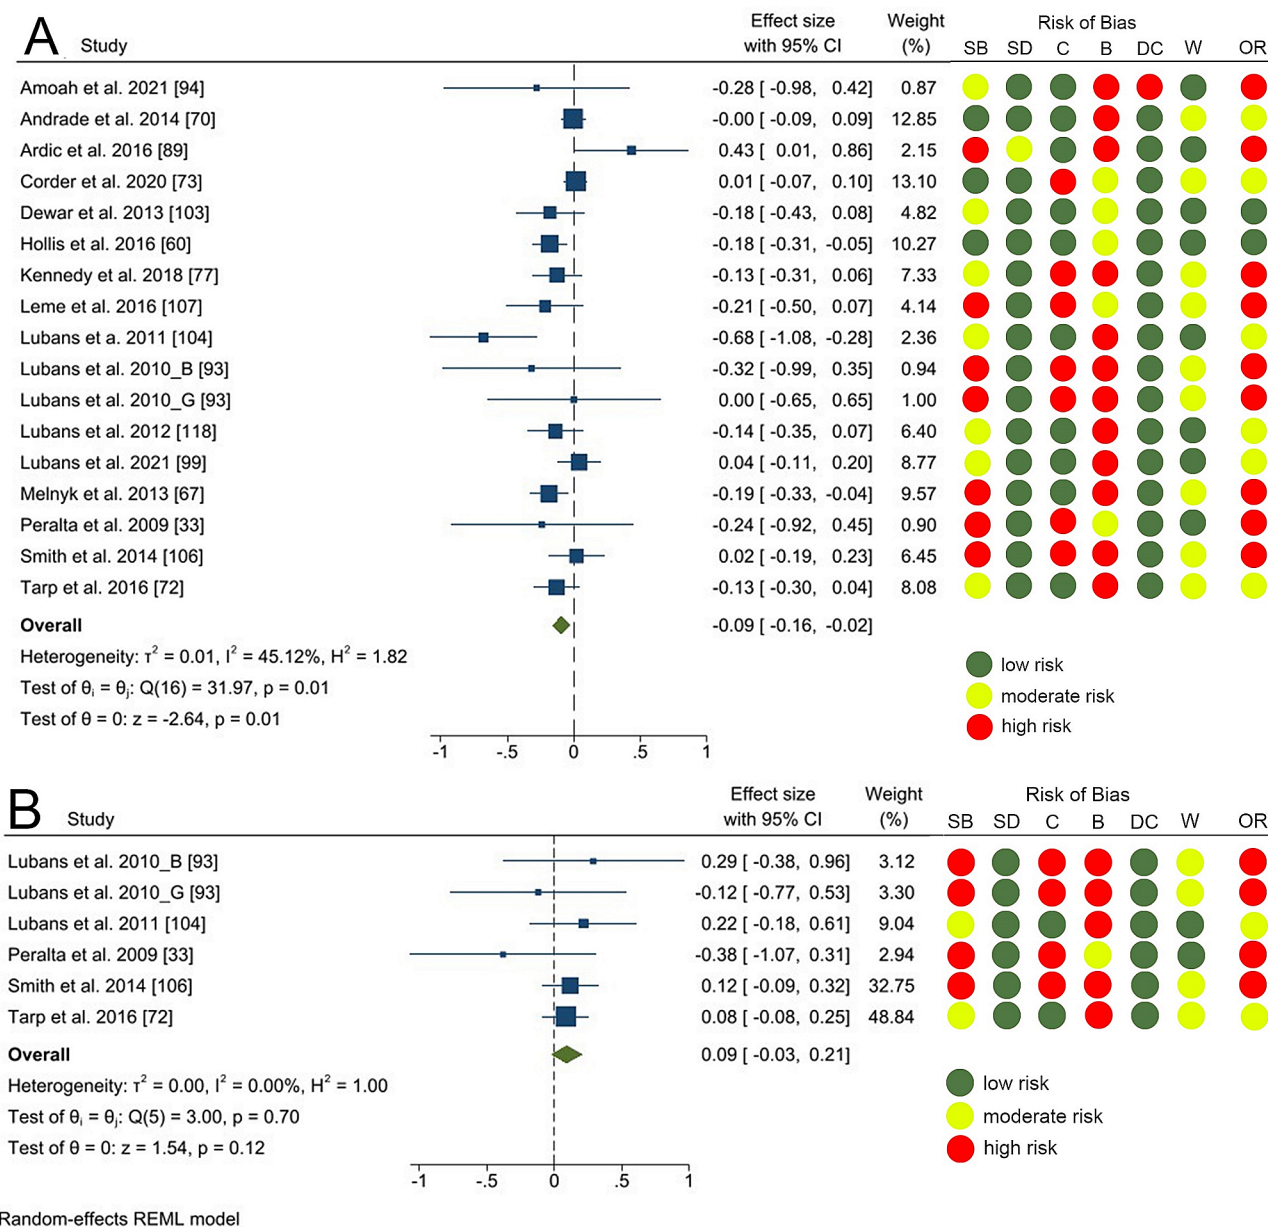 A
Study
Effect size
with 95% CI
Weight
(%)
Risk of Bias
SB SD C B DC W OR
Amoah et al. 2021 [94] -0.28 [ -0.98, 0.42] 0.87
Andrade et al. 2014 [70] -0.00 [ -0.09, 0.09] 12.85
Ardic et al. 2016 [89] 0.43 [ 0.01, 0.86] 2.15
Corder et al. 2020 [73] 0.01 [ -0.07, 0.10] 13.10
Dewar et al. 2013 [103] -0.18 [ -0.43, 0.08] 4.82
Hollis et al. 2016 [60] -0.18 [ -0.31, -0.05] 10.27
Kennedy et al. 2018 [77] -0.13 [ -0.31, 0.06] 7.33
Leme et al. 2016 [107] -0.21 [ -0.50, 0.07] 4.14
Lubans et a. 2011 [104] -0.68 [ -1.08, -0.28] 2.36
Lubans et al. 2010_B [93] -0.32 [ -0.99, 0.35] 0.94
Lubans et al. 2010_G [93] 0.00 [ -0.65, 0.65] 1.00
Lubans et al. 2012 [118] -0.14 [ -0.35, 0.07] 6.40
Lubans et al. 2021 [99] 0.04 [ -0.11, 0.20] 8.77
Melnyk et al. 2013 [67] -0.19 [ -0.33, -0.04] 9.57
Peralta et al. 2009 [33] -0.24 [ -0.92, 0.45] 0.90
Smith et al. 2014 [106] 0.02 [ -0.19, 0.23] 6.45
Tarp et al. 2016 [72] -0.13 [ -0.30, 0.04] 8.08
Overall -0.09 [ -0.16, -0.02]
Heterogeneity: τ² = 0.01, I² = 45.12%, H² = 1.82
Test of θᵢ = θⱼ: Q(16) = 31.97, p = 0.01
Test of θ = 0: z = -2.64, p = 0.01
low risk
moderate risk
high risk
-1 -.5 0 .5 1
B
Study
Effect size
with 95% CI
Weight
(%)
Risk of Bias
SB SD C B DC W OR
Lubans et al. 2010_B [93] 0.29 [ -0.38, 0.96] 3.12
Lubans et al. 2010_G [93] -0.12 [ -0.77, 0.53] 3.30
Lubans et al. 2011 [104] 0.22 [ -0.18, 0.61] 9.04
Peralta et al. 2009 [33] -0.38 [ -1.07, 0.31] 2.94
Smith et al. 2014 [106] 0.12 [ -0.09, 0.32] 32.75
Tarp et al. 2016 [72] 0.08 [ -0.08, 0.25] 48.84
Overall 0.09 [ -0.03, 0.21]
Heterogeneity: τ² = 0.00, I² = 0.00%, H² = 1.00
Test of θᵢ = θⱼ: Q(5) = 3.00, p = 0.70
Test of θ = 0: z = 1.54, p = 0.12
low risk
moderate risk
high risk
-1 -.5 0 .5 1
Random-effects REML model